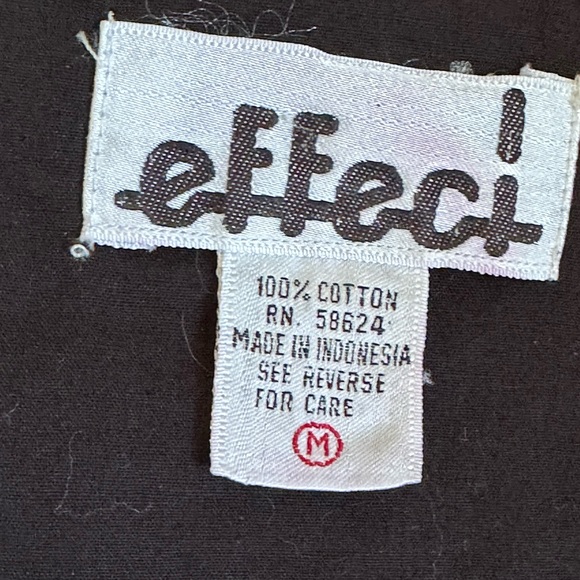 effect
100% COTTON
RN. 58624
MADE IN INDONESIA
SEE REVERSE
FOR CARE
M